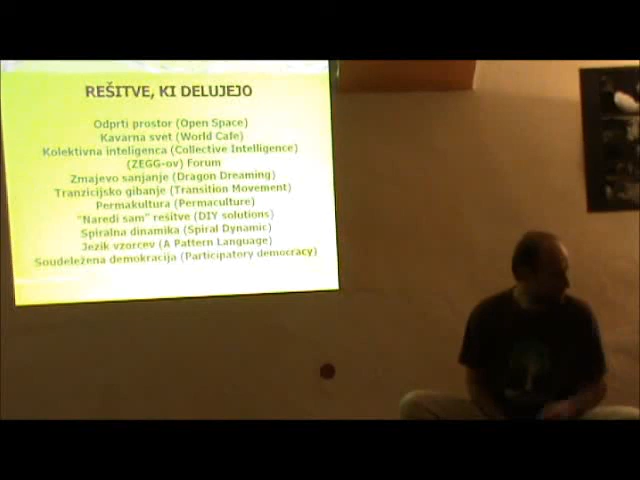 REŠITVE, KI DELUJEJO
Odprti prostor (Open Space)
Kavarna svet (World Cafe)
Kolektivna inteligenca (Collective Intelligence)
(ZEGG-ov) Forum
Zmajevo sanjanje (Dragon Dreaming)
Tranzicijsko gibanje (Transition Movement)
Permakultura (Permaculture)
"Naredi sam" rešitve (DIY solutions)
Spiralna dinamika (Spiral Dynamic)
Jezik vzorcev (A Pattern Language)
Soudeležena demokracija (Participatory democracy)